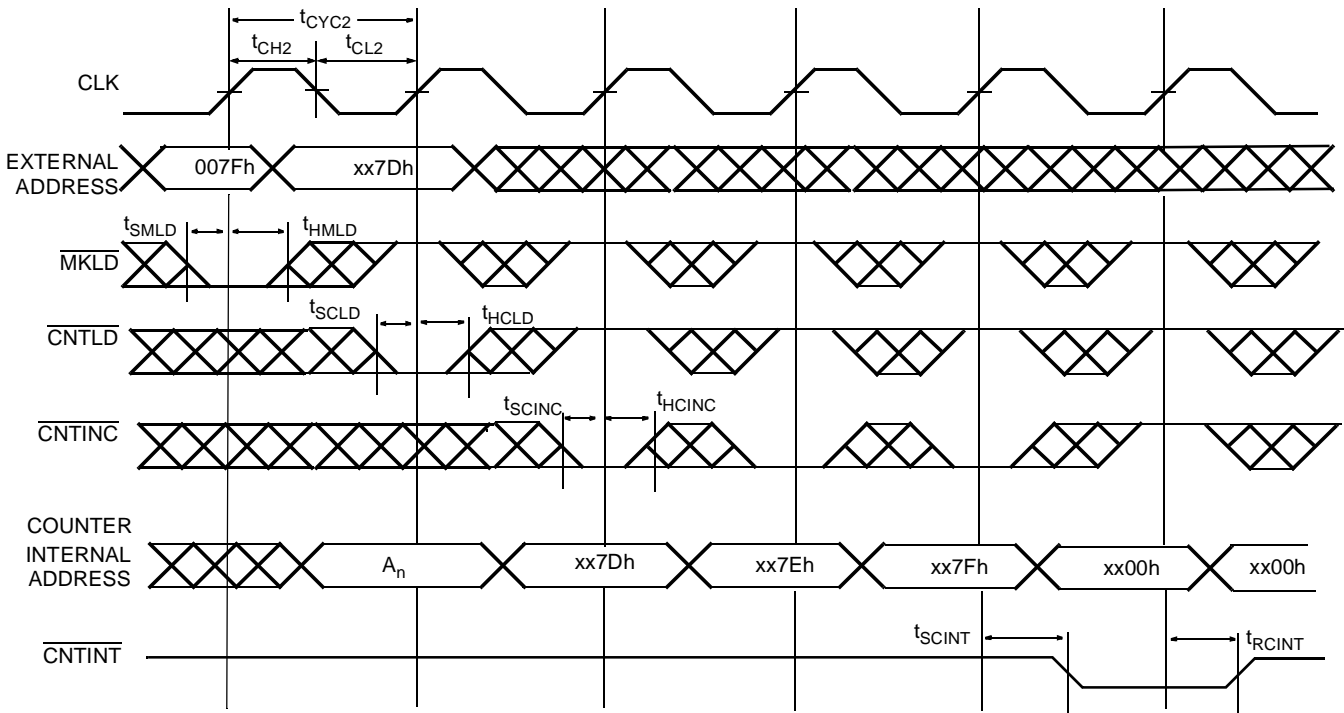 tCYC2
tCH2 tCL2
CLK
EXTERNAL
ADDRESS
007Fh xx7Dh
tSMLD tHMLD
MKLD
tSCLD tHCLD
CNTLD
tSCINC tHCINC
CNTINC
COUNTER
INTERNAL
ADDRESS
An xx7Dh xx7Eh xx7Fh xx00h xx00h
tSCINT tRCINT
CNTINT